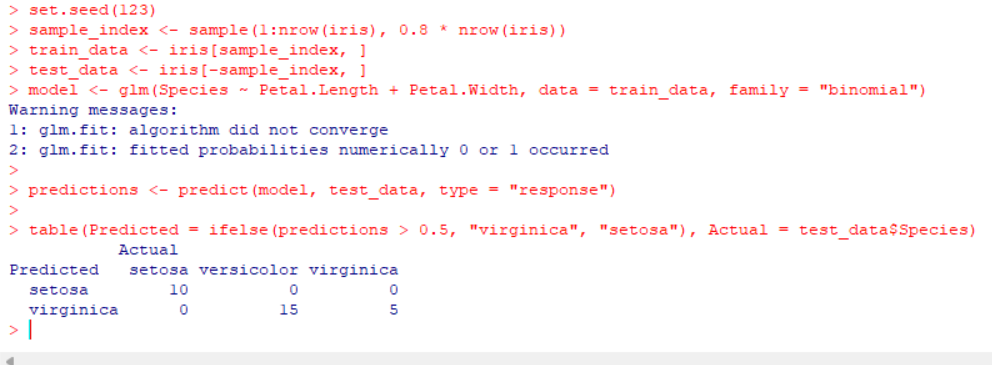 > set.seed(123)
> sample_index <- sample(1:nrow(iris), 0.8 * nrow(iris))
> train_data <- iris[sample_index, ]
> test_data <- iris[-sample_index, ]
> model <- glm(Species ~ Petal.Length + Petal.Width, data = train_data, family = "binomial")
Warning messages:
1: glm.fit: algorithm did not converge
2: glm.fit: fitted probabilities numerically 0 or 1 occurred
>
> predictions <- predict(model, test_data, type = "response")
>
> table(Predicted = ifelse(predictions > 0.5, "virginica", "setosa"), Actual = test_data$Species)
           Actual
Predicted   setosa versicolor virginica
  setosa        10          0         0
  virginica      0         15         5
>